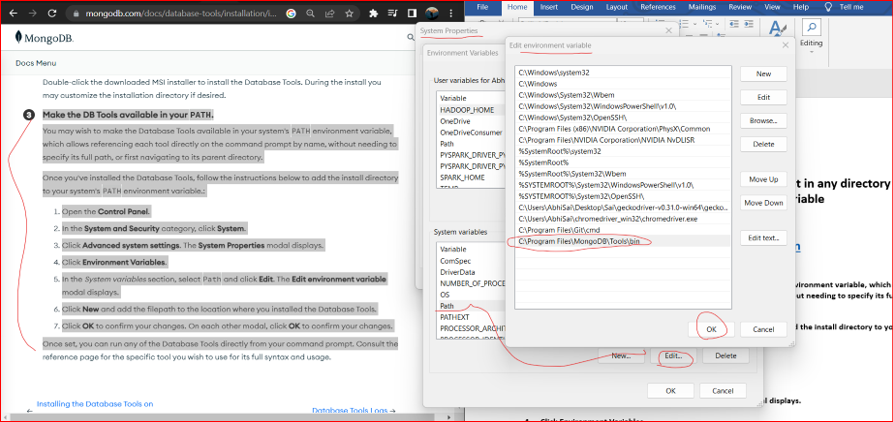 mongodb.com/docs/database-tools/installation/i...
MongoDB.
Docs Menu
Double-click the downloaded MSI installer to install the Database Tools. During the install you
may customize the installation directory if desired.
3 Make the DB Tools available in your PATH.
You may wish to make the Database Tools available in your system's PATH environment variable,
which allows referencing each tool directly on the command prompt by name, without needing to
specify its full path, or first navigating to its parent directory.
Once you've installed the Database Tools, follow the instructions below to add the install directory
to your system's PATH environment variable.:
1. Open the Control Panel.
2. In the System and Security category, click System.
3. Click Advanced system settings. The System Properties modal displays.
4. Click Environment Variables.
5. In the System variables section, select Path and click Edit. The Edit environment variable
modal displays.
6. Click New and add the filepath to the location where you installed the Database Tools.
7. Click OK to confirm your changes. On each other modal, click OK to confirm your changes.
Once set, you can run any of the Database Tools directly from your command prompt. Consult the
reference page for the specific tool you wish to use for its full syntax and usage.
Installing the Database Tools on
Database Tools Logs →
System Properties
Environment Variables
User variables for Abh
Variable
HADOOP_HOME
OneDrive
OneDriveConsumer
Path
PYSPARK_DRIVER_PY
PYSPARK_DRIVER_PY
SPARK_HOME
TEMP
System variables
Variable
ComSpec
DriverData
NUMBER_OF_PROCE
OS
Path
PATHEXT
PROCESSOR_ARCHI
New...
Edit...
Delete
OK
Cancel
Edit environment variable
C:\Windows\system32
C:\Windows
C:\Windows\System32\Wbem
C:\Windows\System32\WindowsPowerShell\v1.0\
C:\Windows\System32\OpenSSH\
C:\Program Files (x86)\NVIDIA Corporation\PhysX\Common
C:\Program Files\NVIDIA Corporation\NVIDIA NvDLISR
%SystemRoot%\system32
%SystemRoot%
%SystemRoot%\System32\Wbem
%SYSTEMROOT%\System32\WindowsPowerShell\v1.0\
%SYSTEMROOT%\System32\OpenSSH\
C:\Users\AbhiSai\Desktop\Sai\geckodriver-v0.31.0-win64\gecko...
C:\Users\AbhiSai\chromedriver_win32\chromedriver.exe
C:\Program Files\Git\cmd
C:\Program Files\MongoDB\Tools\bin
New
Edit
Browse...
Delete
Move Up
Move Down
Edit text...
OK
Cancel
File Home Insert Design Layout References Mailings Review View Help Tell me
Editing
t in any directory
riable
nvironment variable, which
ut needing to specify its fu
d the install directory to yo
al displays.
Click Environment Variables